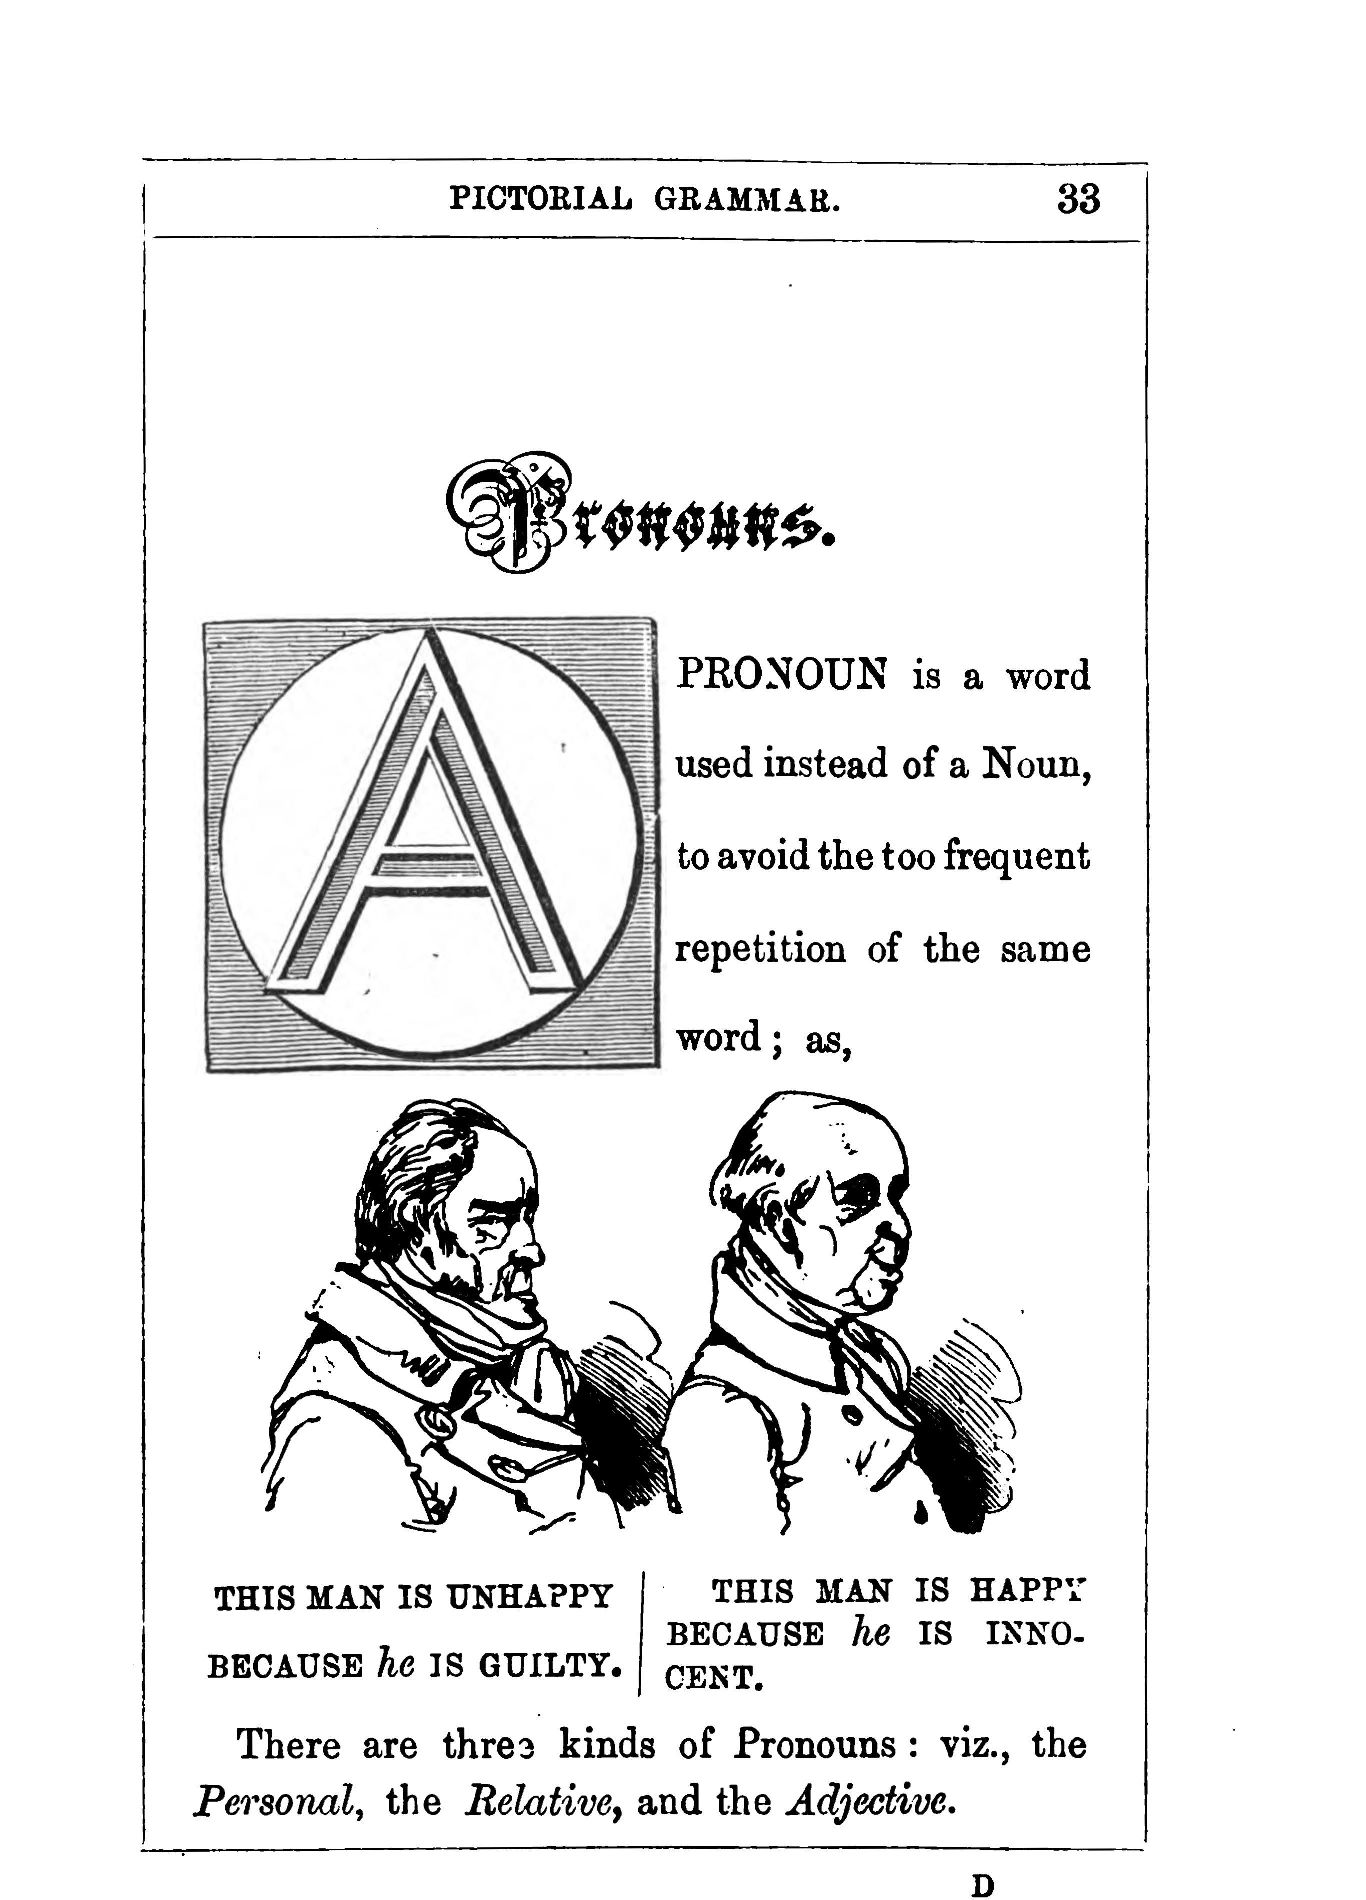 PICTORIAL GRAMMAR. 33
Pronouns.
A PRONOUN is a word
used instead of a Noun,
to avoid the too frequent
repetition of the same
word; as,
THIS MAN IS UNHAPPY
BECAUSE he IS GUILTY.
THIS MAN IS HAPPY
BECAUSE he IS INNO-
CENT.
There are three kinds of Pronouns: viz., the
Personal, the Relative, and the Adjective.
D